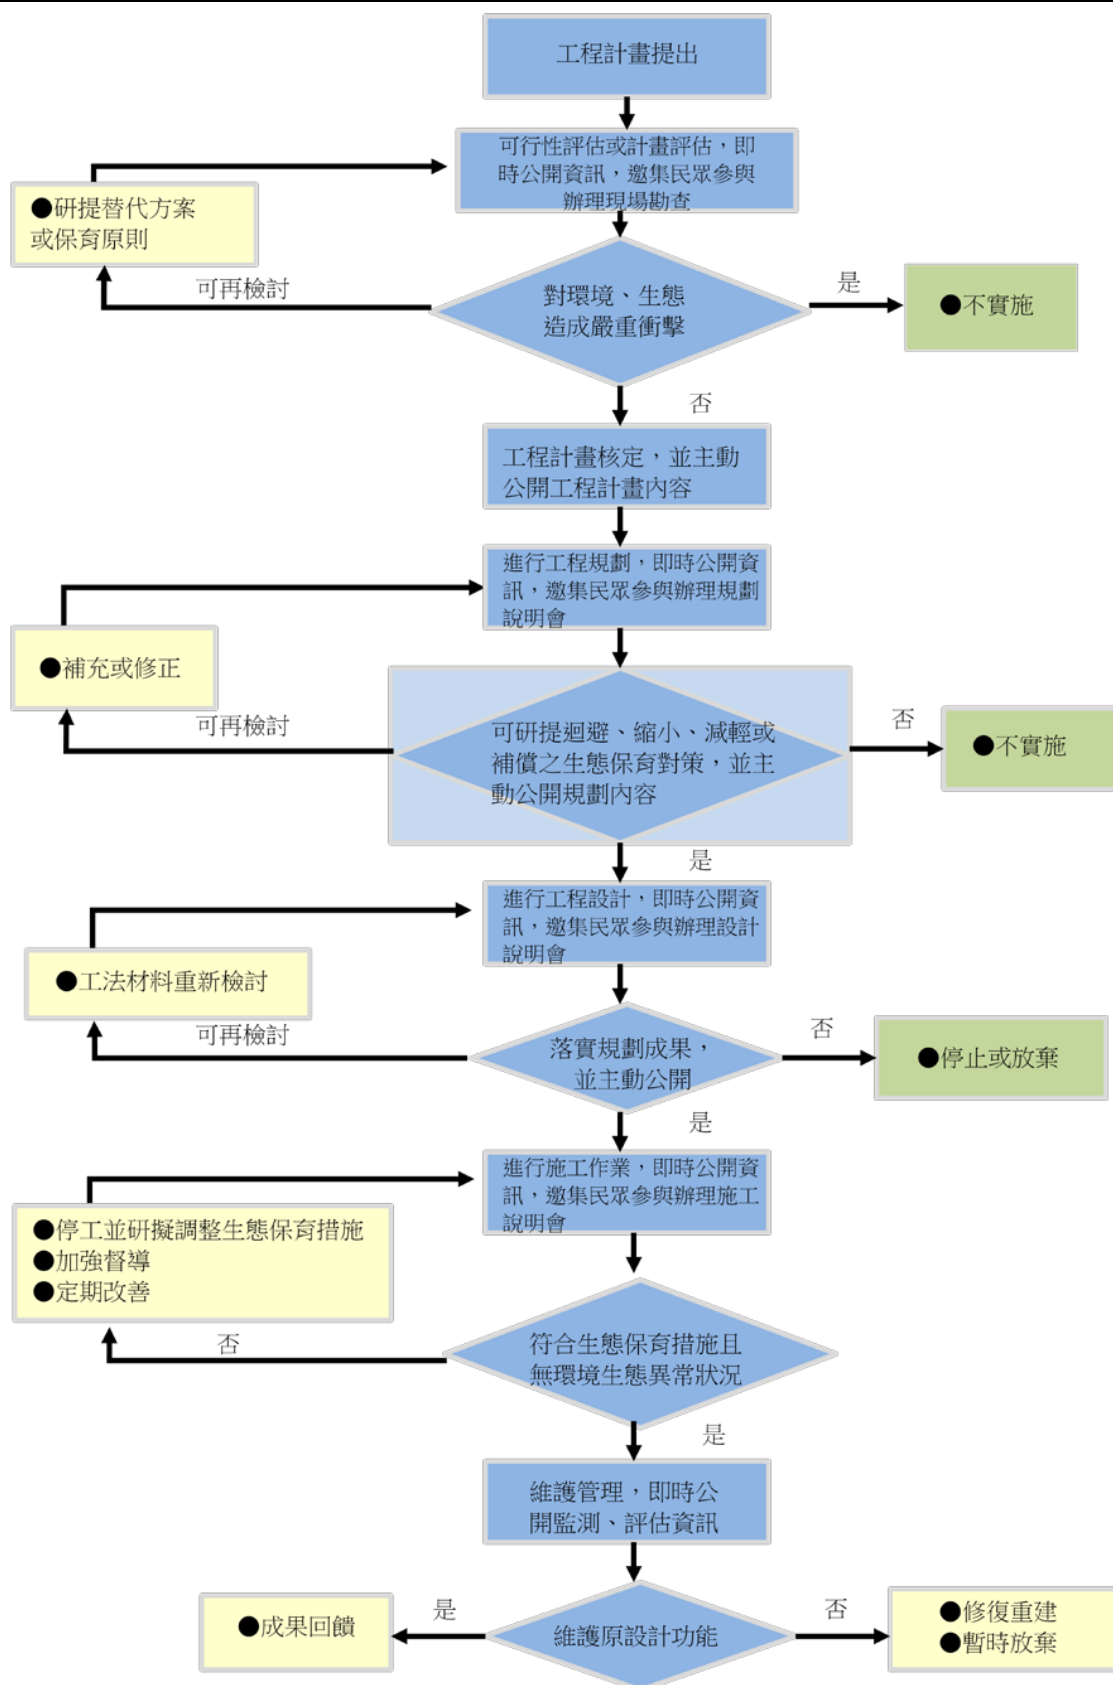 工程計畫提出
可行性評估或計畫評估，即
時公開資訊，邀集民眾參與
辦理現場勘查
●研提替代方案
或保育原則
可再檢討
對環境、生態
造成嚴重衝擊
是
●不實施
否
工程計畫核定，並主動
公開工程計畫內容
進行工程規劃，即時公開資
訊，邀集民眾參與辦理規劃
說明會
●補充或修正
可再檢討
可研提迴避、縮小、減輕或
補償之生態保育對策，並主
動公開規劃內容
否
●不實施
是
進行工程設計，即時公開資
訊，邀集民眾參與辦理設計
說明會
●工法材料重新檢討
可再檢討
落實規劃成果，
並主動公開
否
●停止或放棄
是
進行施工作業，即時公開資
訊，邀集民眾參與辦理施工
說明會
●停工並研擬調整生態保育措施
●加強督導
●定期改善
否
符合生態保育措施且
無環境生態異常狀況
是
維護管理，即時公
開監測、評估資訊
●成果回饋
是
維護原設計功能
否
●修復重建
●暫時放棄